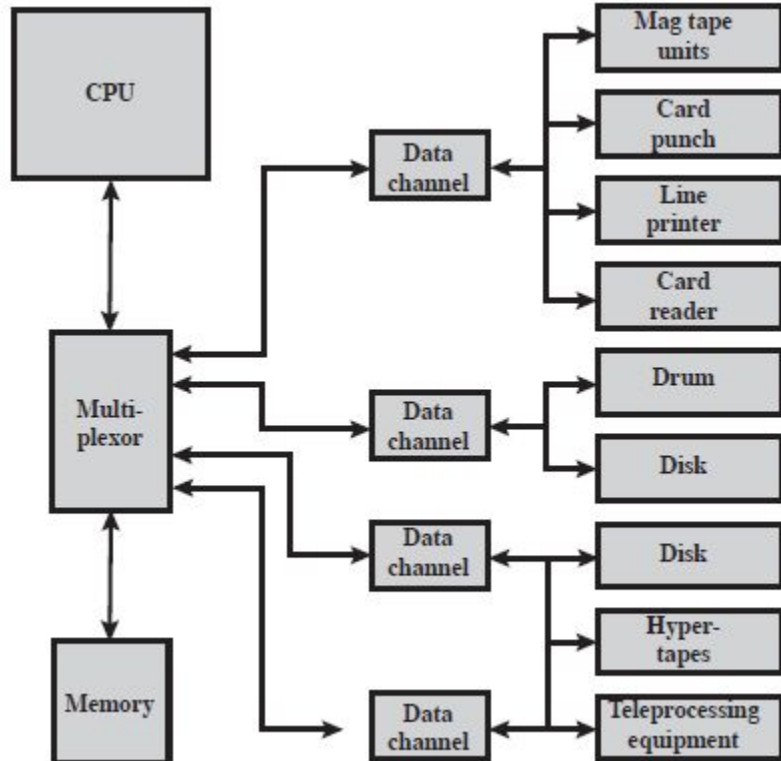 CPU
Multi-
plexor
Memory
Data
channel
Data
channel
Data
channel
Data
channel
Mag tape
units
Card
punch
Line
printer
Card
reader
Drum
Disk
Disk
Hyper-
tapes
Teleprocessing
equipment